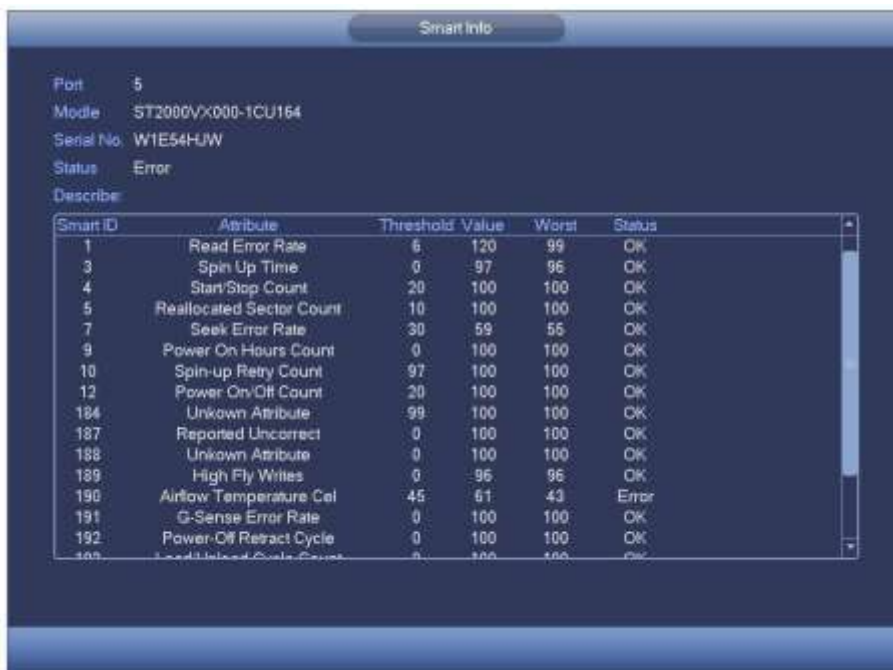 Smart Info
Port 5
Modle ST2000VX000-1CU164
Serial No. W1E54HJW
Status Error
Describe:
Smart ID Attribute Threshold Value Worst Status
1 Read Error Rate 6 120 99 OK
3 Spin Up Time 0 97 96 OK
4 Start/Stop Count 20 100 100 OK
5 Reallocated Sector Count 10 100 100 OK
7 Seek Error Rate 30 59 55 OK
9 Power On Hours Count 0 100 100 OK
10 Spin-up Retry Count 97 100 100 OK
12 Power On/Off Count 20 100 100 OK
184 Unkown Attribute 99 100 100 OK
187 Reported Uncorrect 0 100 100 OK
188 Unkown Attribute 0 100 100 OK
189 High Fly Writes 0 96 96 OK
190 Airflow Temperature Cel 45 61 43 Error
191 G-Sense Error Rate 0 100 100 OK
192 Power-Off Retract Cycle 0 100 100 OK